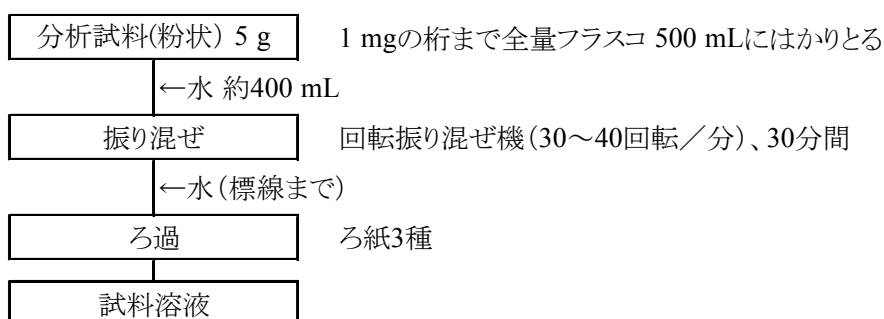 分析試料(粉状) 5 g 1 mgの桁まで全量フラスコ 500 mLにはかりとる
←水 約400 mL
振り混ぜ 回転振り混ぜ機(30～40回転／分)、30分間
←水(標線まで)
ろ過 ろ紙3種
試料溶液